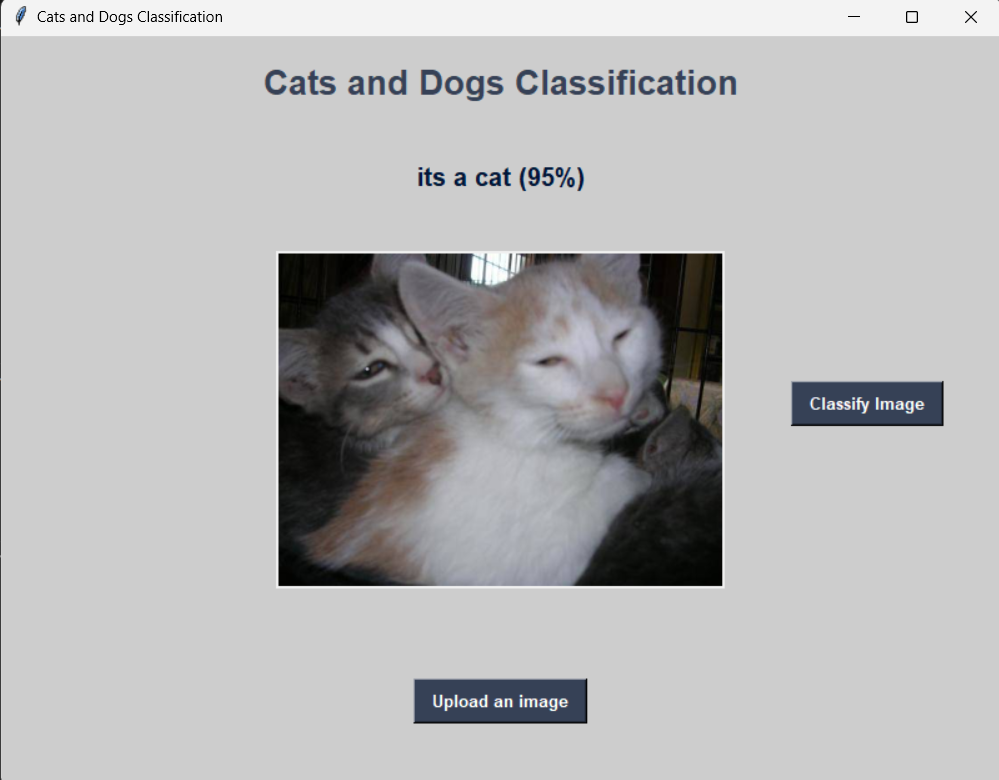 Cats and Dogs Classification
Cats and Dogs Classification
its a cat (95%)
Classify Image
Upload an image